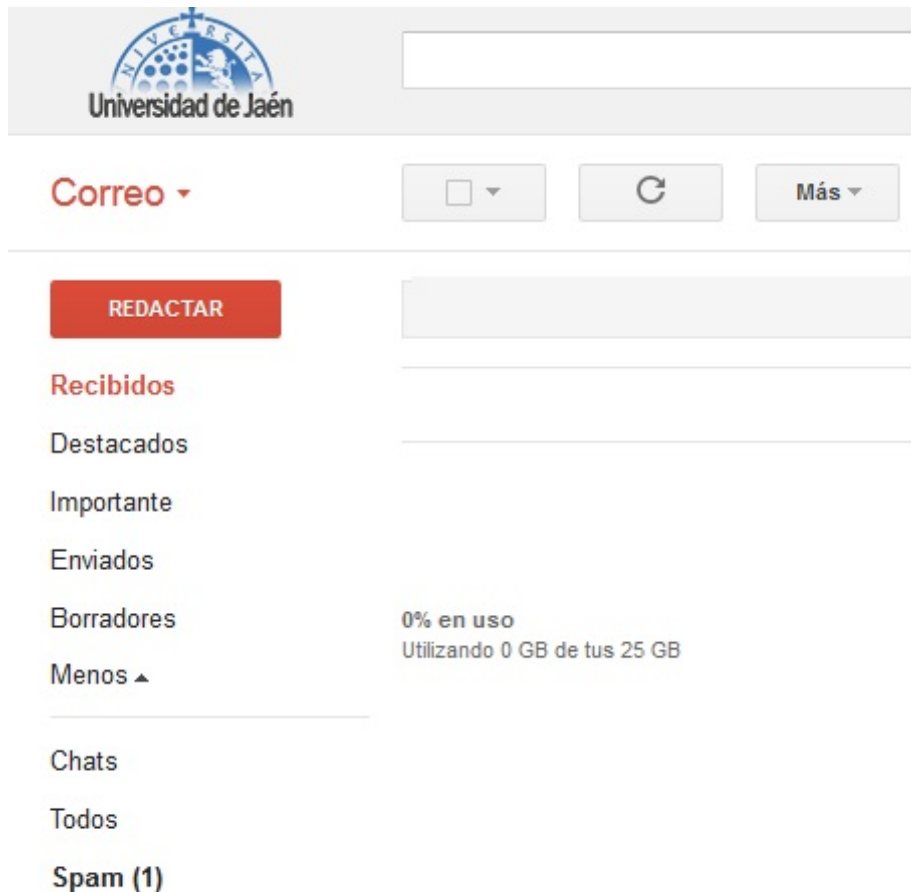 UNIVERSITA
Universidad de Jaén
Correo
Más
REDACTAR
Recibidos
Destacados
Importante
Enviados
Borradores
0% en uso
Utilizando 0 GB de tus 25 GB
Menos
Chats
Todos
Spam (1)